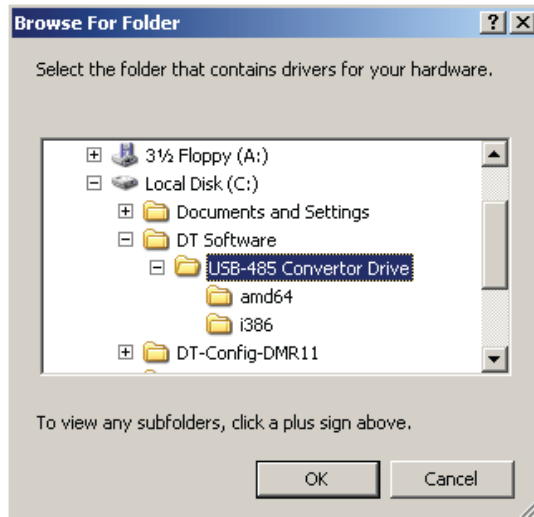 Browse For Folder
Select the folder that contains drivers for your hardware.
3½ Floppy (A:)
Local Disk (C:)
Documents and Settings
DT Software
USB-485 Convertor Drive
amd64
i386
DT-Config-DMR11
To view any subfolders, click a plus sign above.
OK Cancel